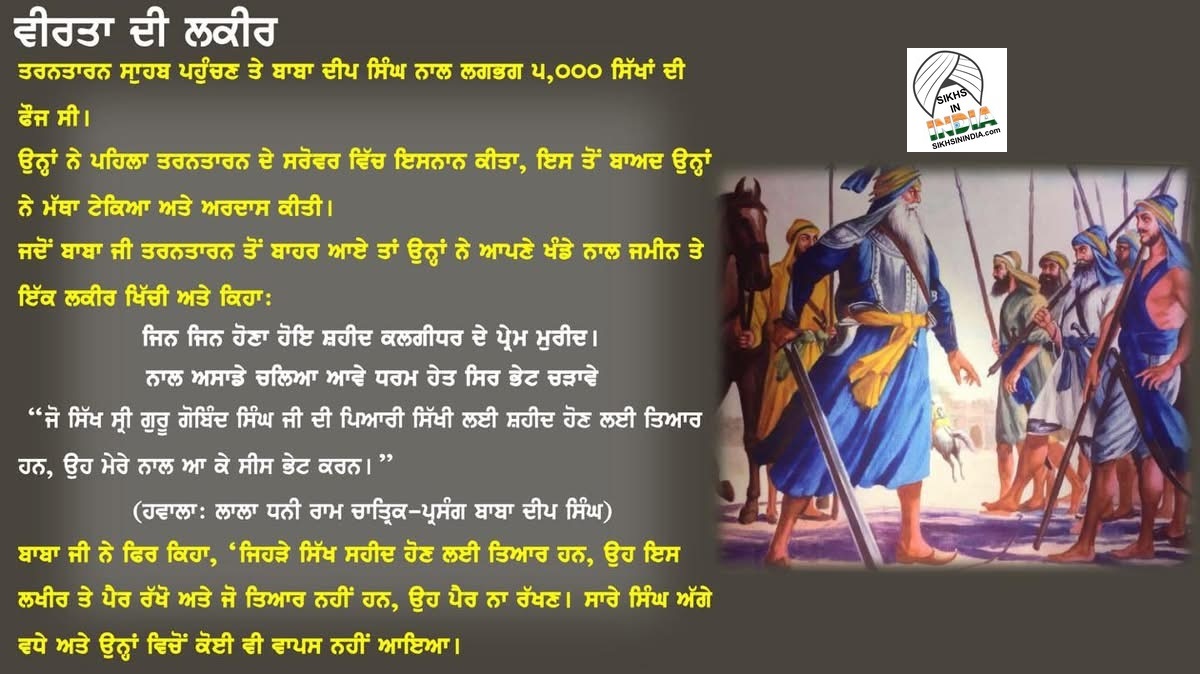 ਵੀਰਤਾ ਦੀ ਲਕੀਰ
ਤਰਨਤਾਰਨ ਸਾੁਹਬ ਪਹੁੰਚਣ ਤੇ ਬਾਬਾ ਦੀਪ ਸਿੰਘ ਨਾਲ ਲਗਭਗ ੫,੦੦੦ ਸਿੱਖਾਂ ਦੀ
ਫੌਜ ਸੀ।
ਉਨ੍ਹਾਂ ਨੇ ਪਹਿਲਾ ਤਰਨਤਾਰਨ ਦੇ ਸਰੋਵਰ ਵਿੱਚ ਇਸਨਾਨ ਕੀਤਾ, ਇਸ ਤੋਂ ਬਾਅਦ ਉਨ੍ਹਾਂ
ਨੇ ਮੱਥਾ ਟੇਕਿਆ ਅਤੇ ਅਰਦਾਸ ਕੀਤੀ।
ਜਦੋਂ ਬਾਬਾ ਜੀ ਤਰਨਤਾਰਨ ਤੋਂ ਬਾਹਰ ਆਏ ਤਾਂ ਉਨ੍ਹਾਂ ਨੇ ਆਪਣੇ ਖੰਡੇ ਨਾਲ ਜਮੀਨ ਤੇ
ਇੱਕ ਲਕੀਰ ਖਿੱਚੀ ਅਤੇ ਕਿਹਾ:
ਜਿਨ ਜਿਨ ਹੋਣਾ ਹੋਇ ਸ਼ਹੀਦ ਕਲਗੀਧਰ ਦੇ ਪ੍ਰੇਮ ਮੁਰੀਦ।
ਨਾਲ ਅਸਾਡੇ ਚਲਿਆ ਆਵੇ ਧਰਮ ਹੇਤ ਸਿਰ ਭੇਟ ਚੜਾਵੇ
“ਜੋ ਸਿੱਖ ਸ੍ਰੀ ਗੁਰੂ ਗੋਬਿੰਦ ਸਿੰਘ ਜੀ ਦੀ ਪਿਆਰੀ ਸਿੱਖੀ ਲਈ ਸ਼ਹੀਦ ਹੋਣ ਲਈ ਤਿਆਰ
ਹਨ, ਉਹ ਮੇਰੇ ਨਾਲ ਆ ਕੇ ਸੀਸ ਭੇਟ ਕਰਨ।”
(ਹਵਾਲਾ: ਲਾਲਾ ਧਨੀ ਰਾਮ ਚਾਤ੍ਰਿਕ-ਪ੍ਰਸੰਗ ਬਾਬਾ ਦੀਪ ਸਿੰਘ)
ਬਾਬਾ ਜੀ ਨੇ ਫਿਰ ਕਿਹਾ, ‘ਜਿਹੜੇ ਸਿੱਖ ਸਹੀਦ ਹੋਣ ਲਈ ਤਿਆਰ ਹਨ, ਉਹ ਇਸ
ਲਖੀਰ ਤੇ ਪੈਰ ਰੱਖੋ ਅਤੇ ਜੋ ਤਿਆਰ ਨਹੀਂ ਹਨ, ਉਹ ਪੈਰ ਨਾ ਰੱਖਣ। ਸਾਰੇ ਸਿੰਘ ਅੱਗੇ
ਵਧੇ ਅਤੇ ਉਨ੍ਹਾਂ ਵਿਚੋਂ ਕੋਈ ਵੀ ਵਾਪਸ ਨਹੀਂ ਆਇਆ।
SIKHS
IN
INDIA
SIKHSININDIA.com